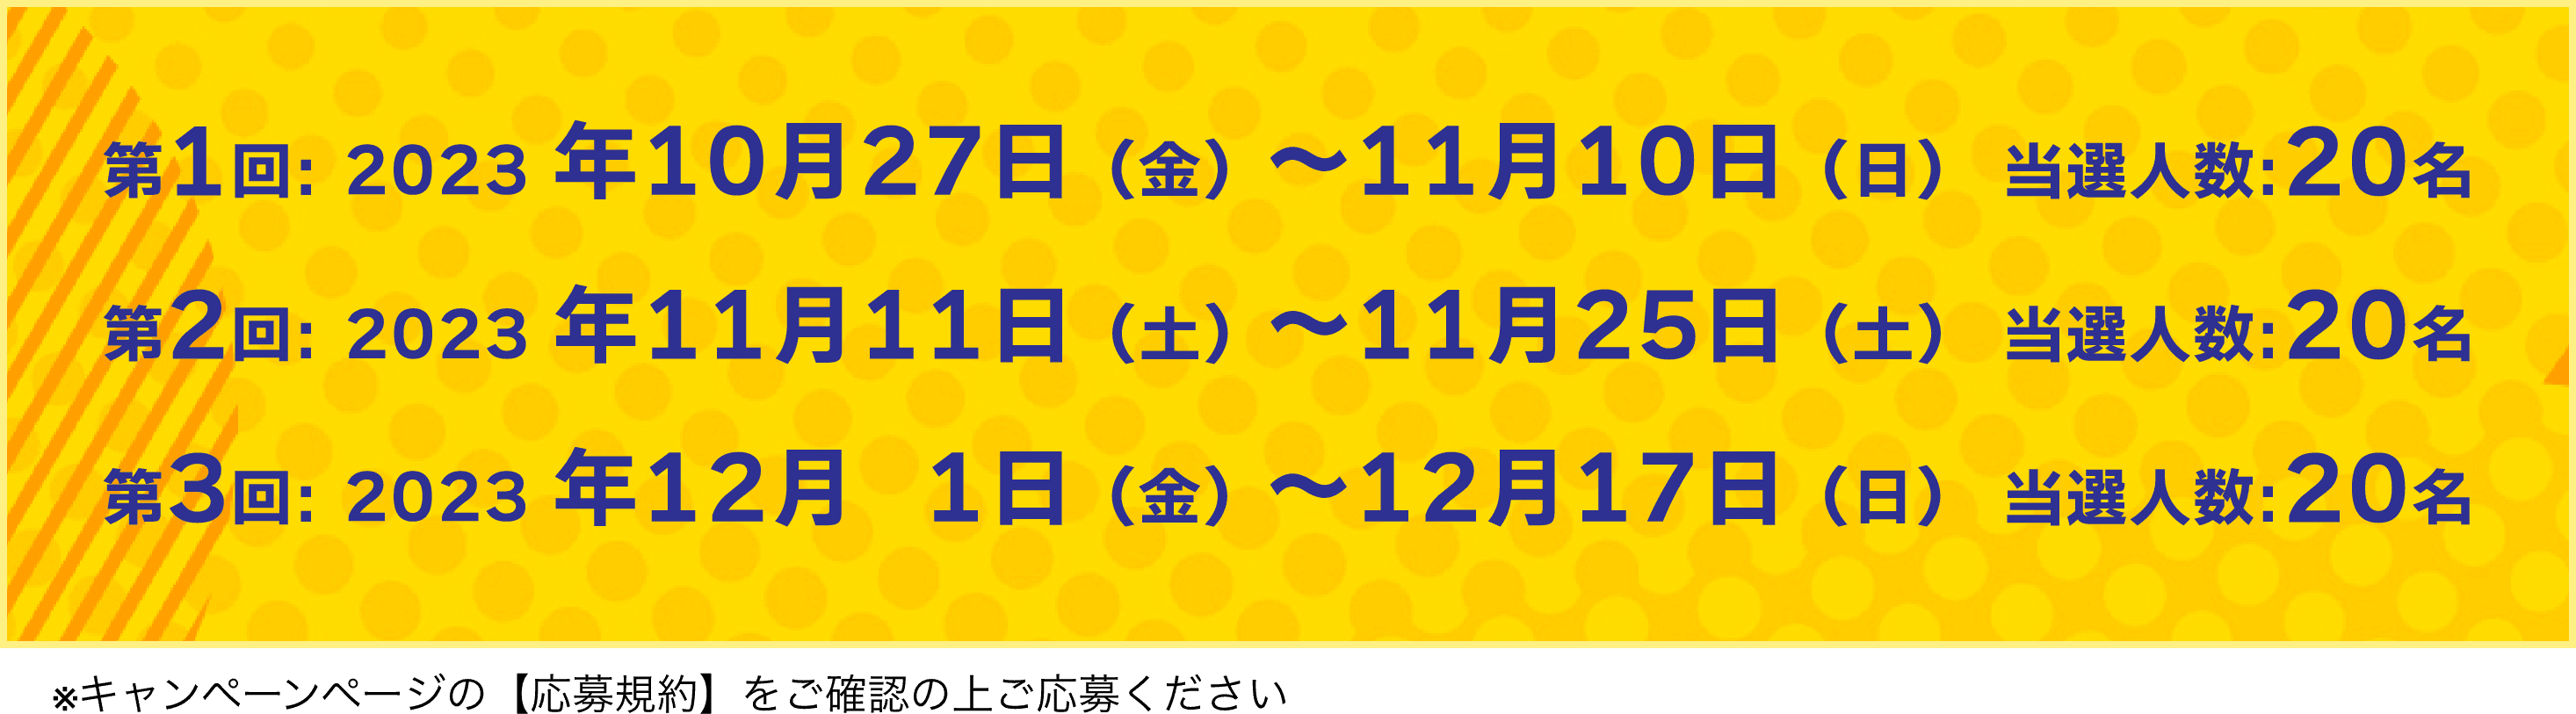 第1回: 2023 年10月27日（金）～11月10日（日） 当選人数:20名
第2回: 2023 年11月11日（土）～11月25日（土） 当選人数:20名
第3回: 2023 年12月 1日（金）～12月17日（日） 当選人数:20名
※キャンペーンページの【応募規約】をご確認の上ご応募ください